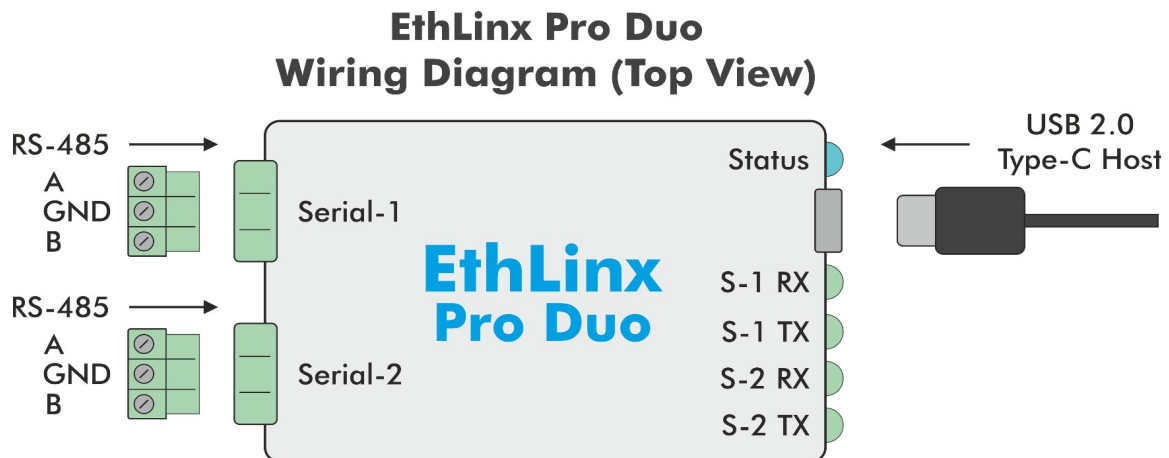 EthLinx Pro Duo
Wiring Diagram (Top View)
RS-485
A
GND
B
Serial-1
RS-485
A
GND
B
Serial-2
EthLinx
Pro Duo
Status
S-1 RX
S-1 TX
S-2 RX
S-2 TX
USB 2.0
Type-C Host